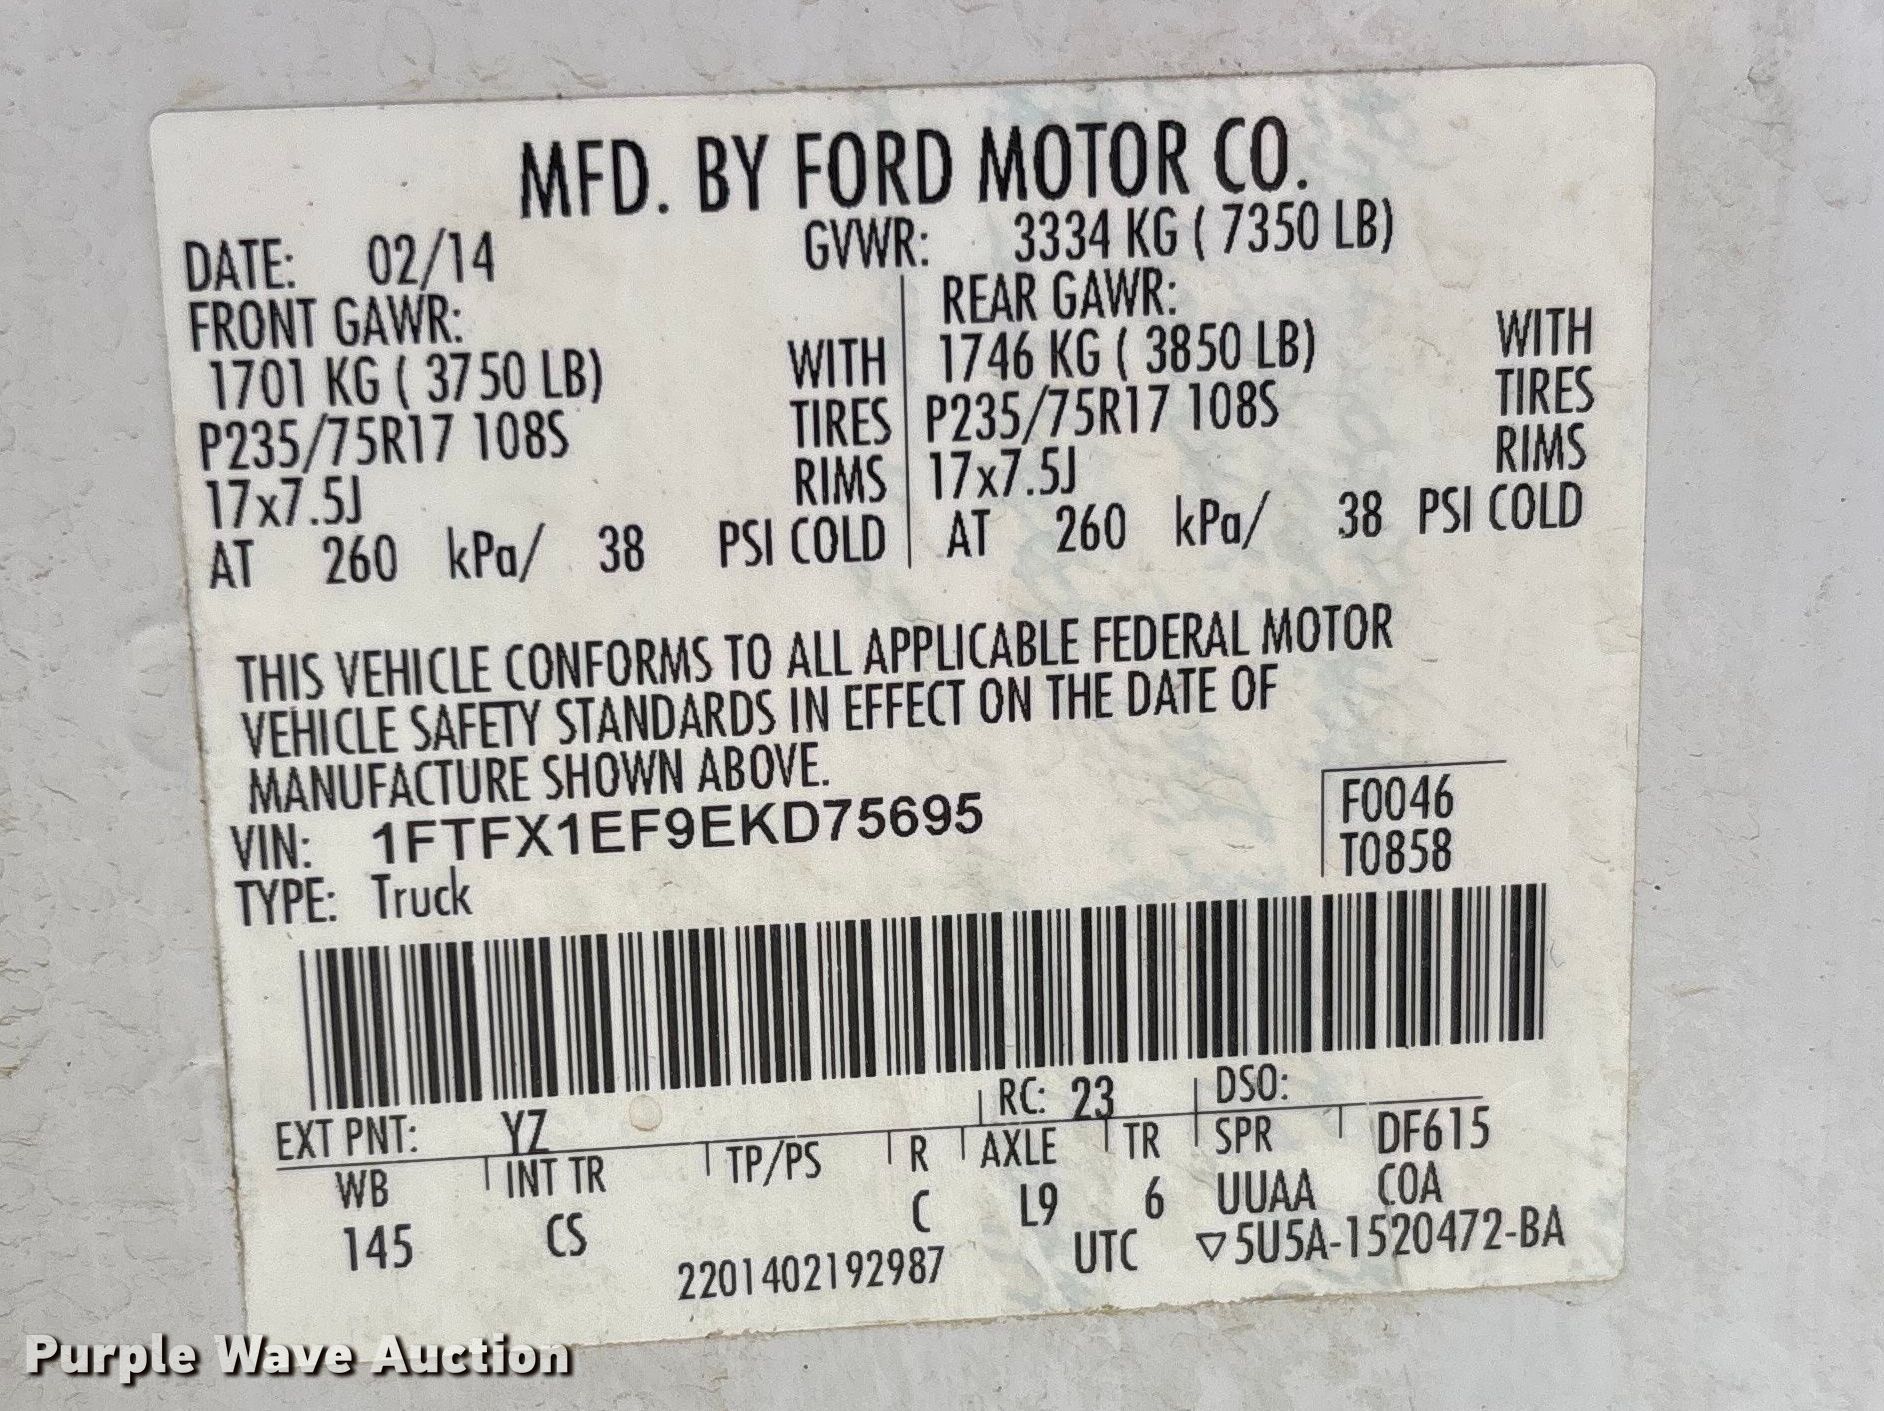 MFD. BY FORD MOTOR CO.
DATE: 02/14 GVWR: 3334 KG ( 7350 LB)
FRONT GAWR: REAR GAWR:
1701 KG ( 3750 LB) WITH 1746 KG ( 3850 LB) WITH
P235/75R17 108S TIRES P235/75R17 108S TIRES
17x7.5J RIMS 17x7.5J RIMS
AT 260 kPa/ 38 PSI COLD AT 260 kPa/ 38 PSI COLD
THIS VEHICLE CONFORMS TO ALL APPLICABLE FEDERAL MOTOR
VEHICLE SAFETY STANDARDS IN EFFECT ON THE DATE OF
MANUFACTURE SHOWN ABOVE.
F0046
VIN: 1FTFX1EF9EKD75695
T0858
TYPE: Truck
EXT PNT: YZ RC: 23 DSO:
WB INT TR TP/PS R AXLE TR SPR DF615
145 CS C L9 6 UUAA COA
2201402192987 UTC ▽5U5A-1520472-BA
Purple Wave Auction